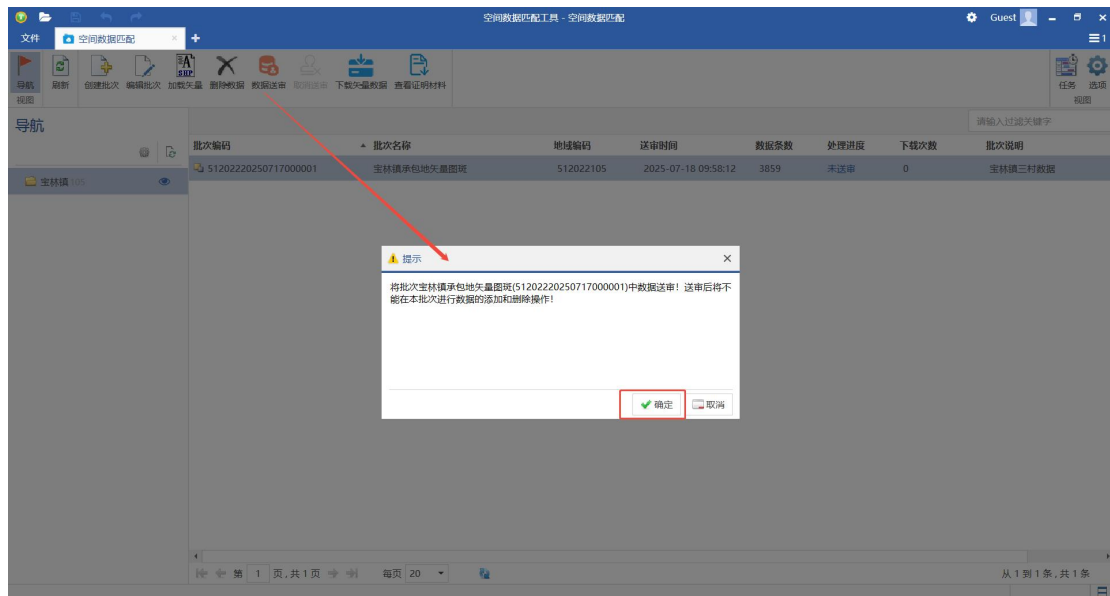 空间数据匹配工具 - 空间数据匹配
Guest
文件 空间数据匹配 × +
1
导航 刷新 创建批次 编辑批次 加载矢量 删除数据 数据送审 取消送审 下载矢量数据 查看证明材料 任务 选项
视图 视图
导航 请输入过滤关键字
批次编码 批次名称 地域编码 送审时间 数据条数 处理进度 下载次数 批次说明
宝林镇 105 51202220250717000001 宝林镇承包地矢量图斑 512022105 2025-07-18 09:58:12 3859 未送审 0 宝林镇三村数据
提示
将批次宝林镇承包地矢量图斑(51202220250717000001)中数据送审！送审后将不
能在本批次进行数据的添加和删除操作！
确定 取消
第 1 页,共1页 每页 20 从 1 到 1 条,共 1 条